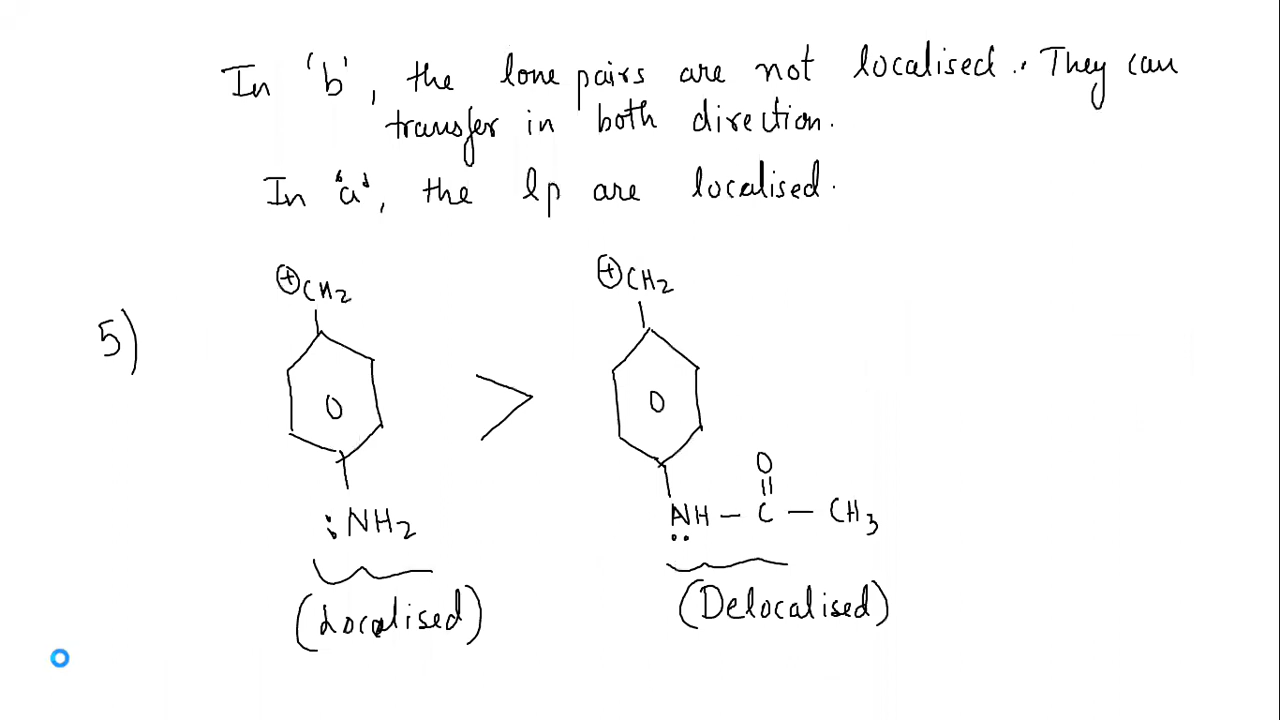 In 'b', the lone pairs are not localised. They can
transfer in both direction.
In 'a', the lp are localised.
5)
⊕CH2
⊕CH2
>
O
O
O
:NH2
NH - C - CH3
(Localised)
(Delocalised)